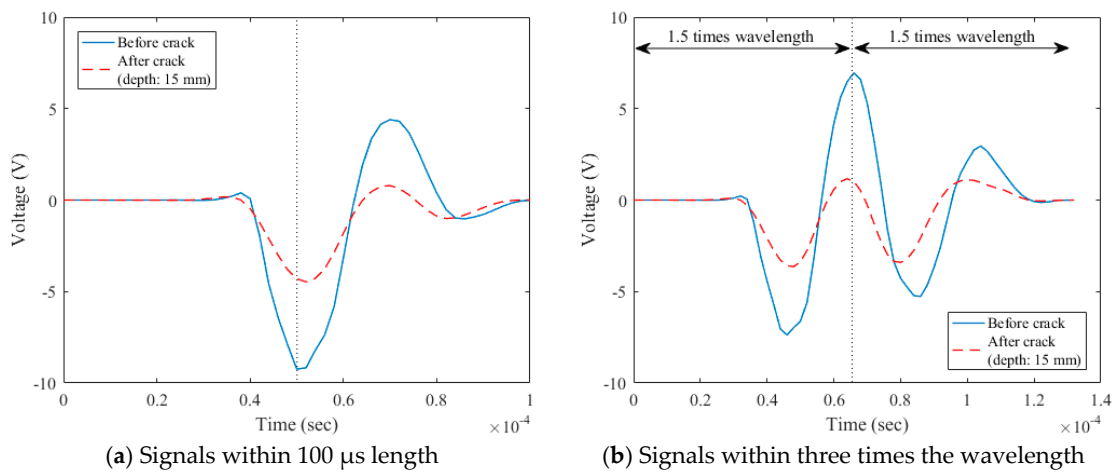 10
5
0
-5
-10
Voltage (V)
Before crack
After crack
(depth: 15 mm)
0
0.2
0.4
0.6
0.8
1
Time (sec)
×10⁻⁴
(a) Signals within 100 μs length
10
5
0
-5
-10
Voltage (V)
1.5 times wavelength
1.5 times wavelength
Before crack
After crack
(depth: 15 mm)
0
0.2
0.4
0.6
0.8
1
1.2
1.4
Time (sec)
×10⁻⁴
(b) Signals within three times the wavelength